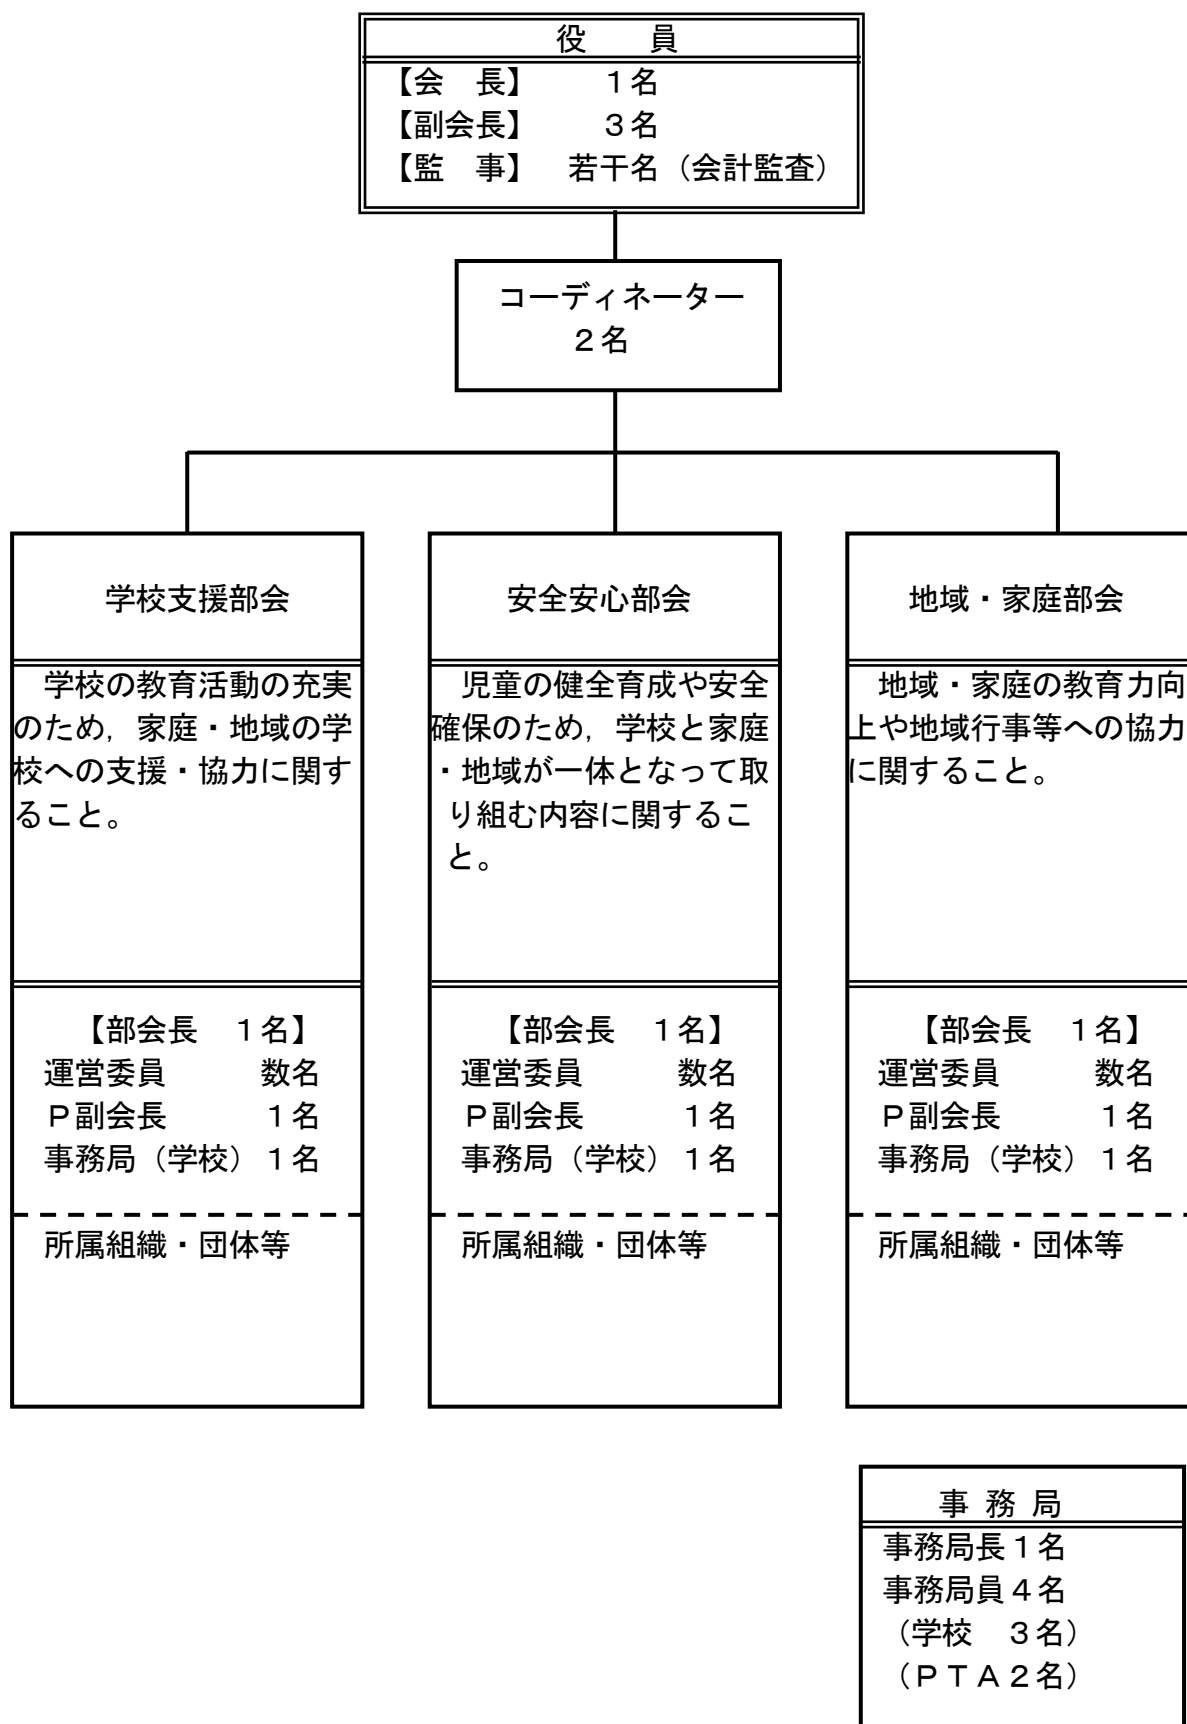 役　　員
【会　長】　　１名
【副会長】　　３名
【監　事】　若干名（会計監査）
コーディネーター
２名
学校支援部会
学校の教育活動の充実
のため，家庭・地域の学
校への支援・協力に関す
ること。
【部会長　１名】
運営委員　　　数名
Ｐ副会長　　　１名
事務局（学校）１名
所属組織・団体等
安全安心部会
児童の健全育成や安全
確保のため，学校と家庭
・地域が一体となって取
り組む内容に関するこ
と。
【部会長　１名】
運営委員　　　数名
Ｐ副会長　　　１名
事務局（学校）１名
所属組織・団体等
地域・家庭部会
地域・家庭の教育力向
上や地域行事等への協力
に関すること。
【部会長　１名】
運営委員　　　数名
Ｐ副会長　　　１名
事務局（学校）１名
所属組織・団体等
事 務 局
事務局長１名
事務局員４名
（学校　３名）
（ＰＴＡ２名）